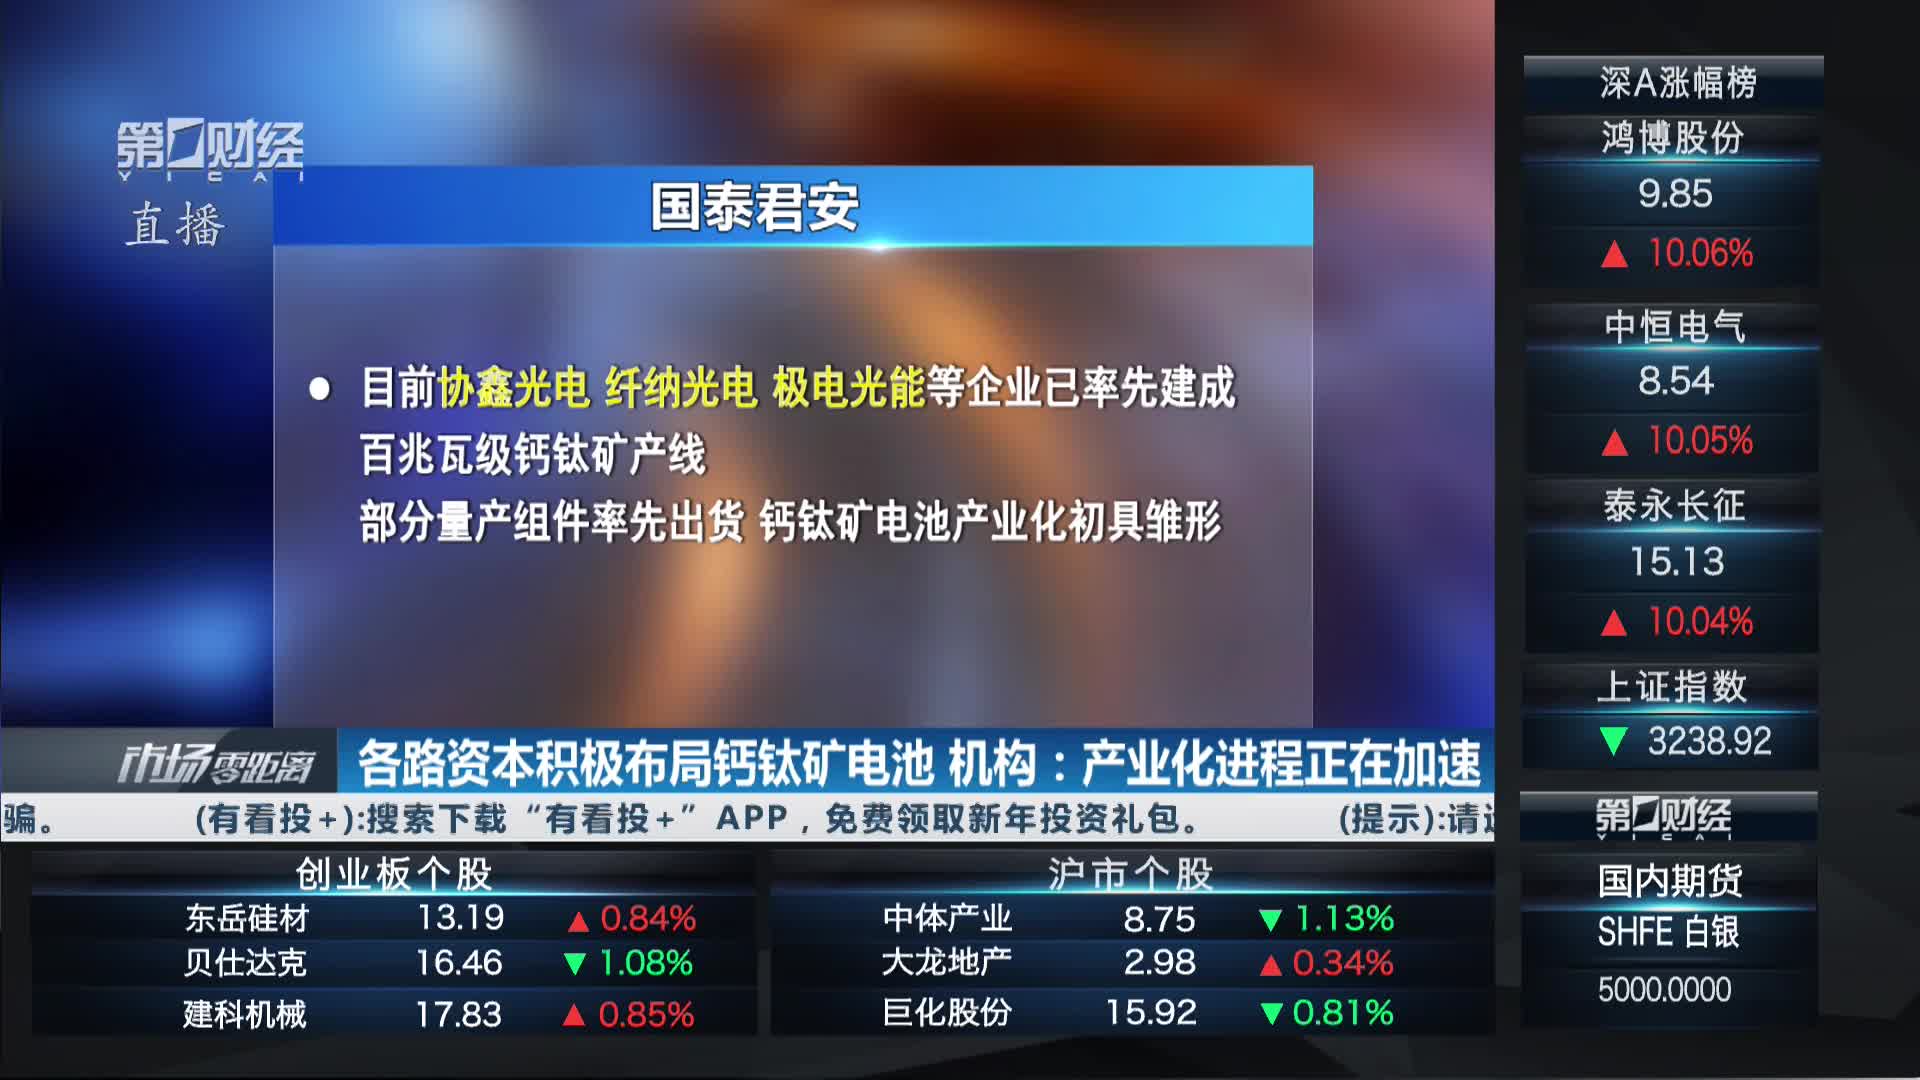 第一财经
YICAI
直播
国泰君安
目前协鑫光电 纤纳光电 极电光能等企业已率先建成
百兆瓦级钙钛矿产线
部分量产组件率先出货 钙钛矿电池产业化初具雏形
市场零距离
各路资本积极布局钙钛矿电池 机构：产业化进程正在加速
骗。 (有看投+):搜索下载“有看投+”APP，免费领取新年投资礼包。 (提示):请
创业板个股
东岳硅材 13.19 ▲ 0.84%
贝仕达克 16.46 ▼ 1.08%
建科机械 17.83 ▲ 0.85%
沪市个股
中体产业 8.75 ▼ 1.13%
大龙地产 2.98 ▲ 0.34%
巨化股份 15.92 ▼ 0.81%
深A涨幅榜
鸿博股份
9.85
▲ 10.06%
中恒电气
8.54
▲ 10.05%
泰永长征
15.13
▲ 10.04%
上证指数
▼ 3238.92
第一财经
YICAI
国内期货
SHFE 白银
5000.0000